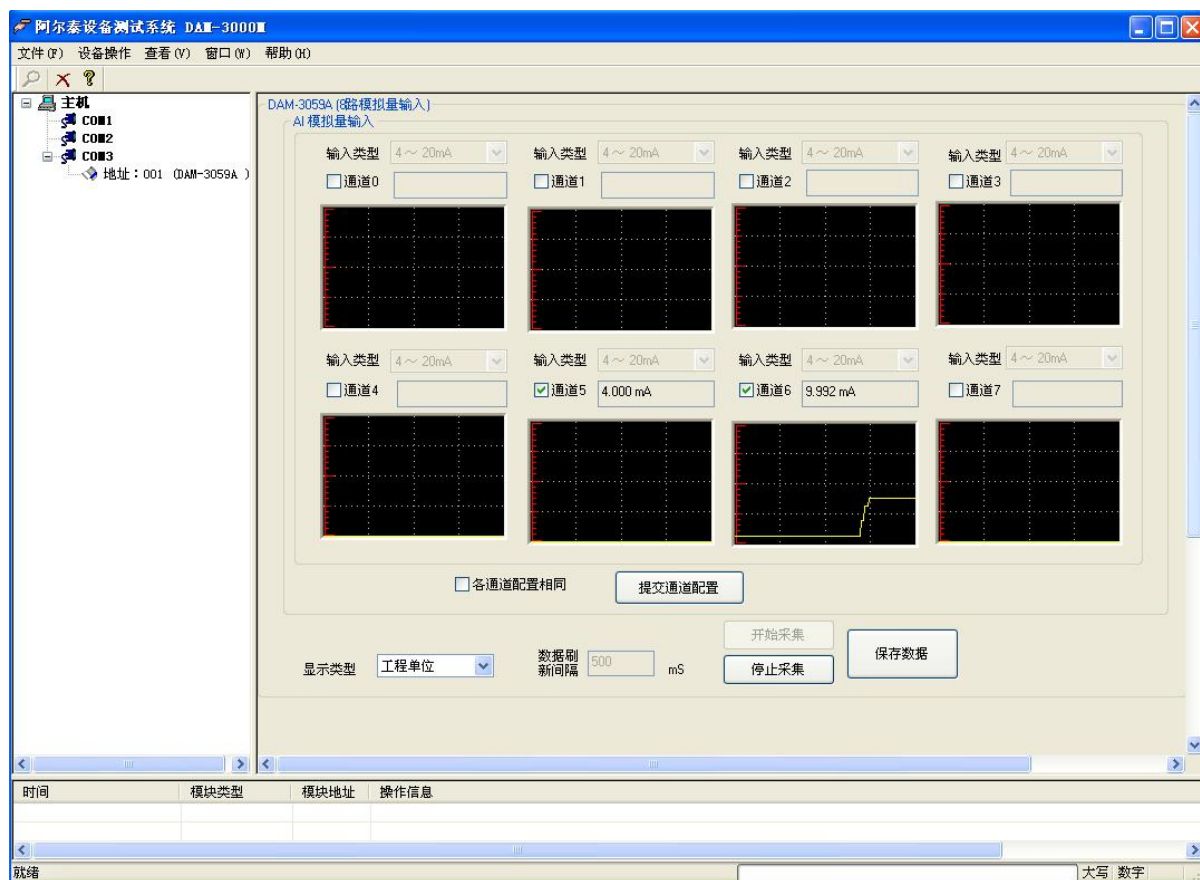 阿尔泰设备测试系统 DAM-3000M
文件(F) 设备操作 查看(V) 窗口(W) 帮助(H)
主机
COM1
COM2
COM3
地址：001 (DAM-3059A )
DAM-3059A (8路模拟量输入)
AI 模拟量输入
输入类型 4～ 20mA 输入类型 4～ 20mA 输入类型 4～ 20mA 输入类型 4～ 20mA
通道0 通道1 通道2 通道3
输入类型 4～ 20mA 输入类型 4～ 20mA 输入类型 4～ 20mA 输入类型 4～ 20mA
通道4 通道5 4.000 mA 通道6 9.992 mA 通道7
各通道配置相同 提交通道配置
开始采集
显示类型 工程单位 数据刷
新间隔 500 mS 停止采集 保存数据
时间 模块类型 模块地址 操作信息
就绪 大写 数字